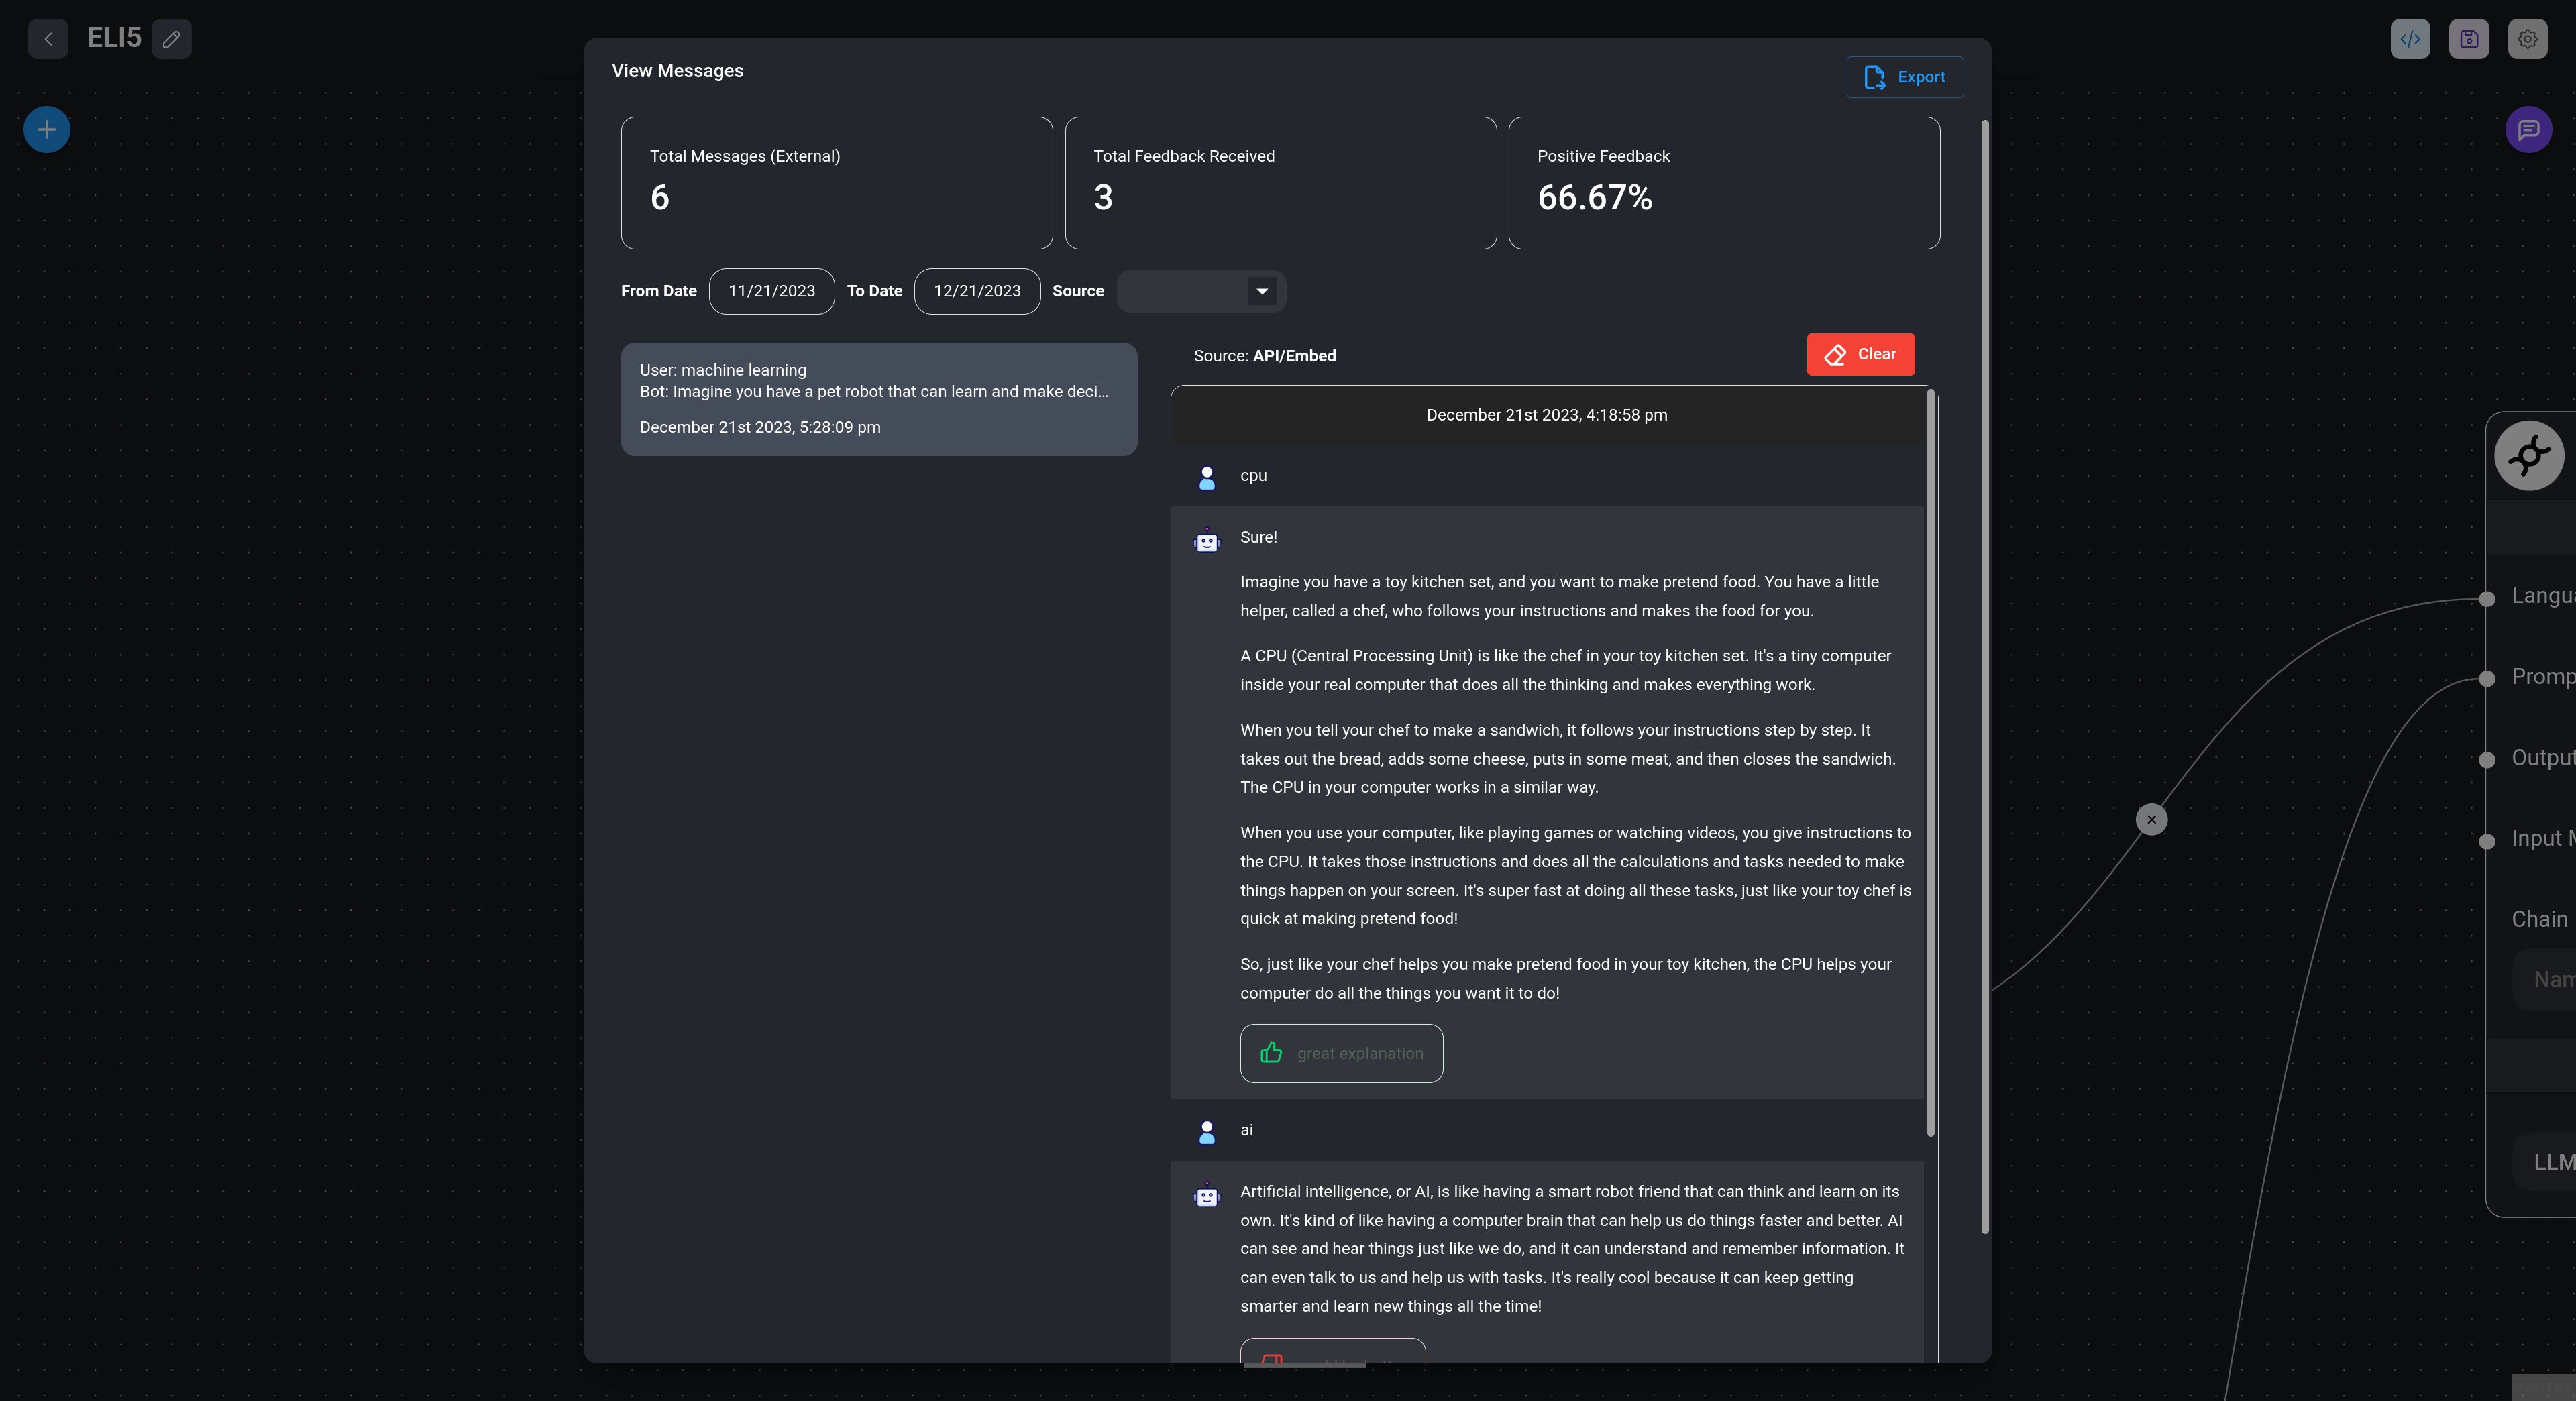 ELI5
View Messages
Export
Total Messages (External)
6
Total Feedback Received
3
Positive Feedback
66.67%
From Date
11/21/2023
To Date
12/21/2023
Source
User: machine learning
Bot: Imagine you have a pet robot that can learn and make deci...
December 21st 2023, 5:28:09 pm
Source: API/Embed
Clear
December 21st 2023, 4:18:58 pm
cpu
Sure!
Imagine you have a toy kitchen set, and you want to make pretend food. You have a little
helper, called a chef, who follows your instructions and makes the food for you.
A CPU (Central Processing Unit) is like the chef in your toy kitchen set. It's a tiny computer
inside your real computer that does all the thinking and makes everything work.
When you tell your chef to make a sandwich, it follows your instructions step by step. It
takes out the bread, adds some cheese, puts in some meat, and then closes the sandwich.
The CPU in your computer works in a similar way.
When you use your computer, like playing games or watching videos, you give instructions to
the CPU. It takes those instructions and does all the calculations and tasks needed to make
things happen on your screen. It's super fast at doing all these tasks, just like your toy chef is
quick at making pretend food!
So, just like your chef helps you make pretend food in your toy kitchen, the CPU helps your
computer do all the things you want it to do!
great explanation
ai
Artificial intelligence, or AI, is like having a smart robot friend that can think and learn on its
own. It's kind of like having a computer brain that can help us do things faster and better. AI
can see and hear things just like we do, and it can understand and remember information. It
can even talk to us and help us with tasks. It's really cool because it can keep getting
smarter and learn new things all the time!
Langu
Promp
Output
Input M
Chain
Nam
LLM